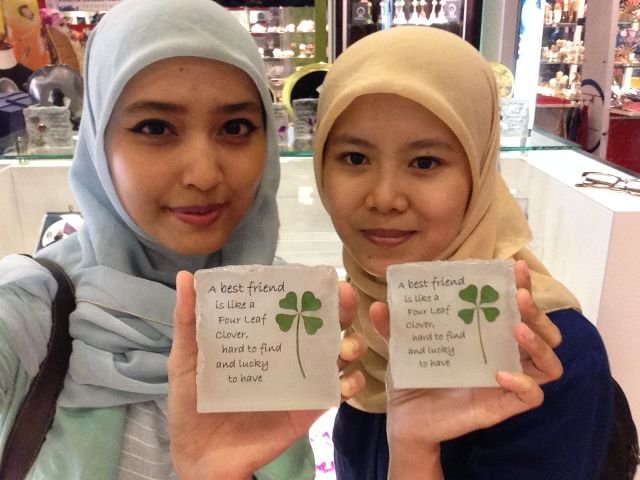 A best friend
is like a
Four Leaf
Clover,
hard to find
and lucky
to have
A best friend
is like a
Four Leaf
Clover,
hard to find
and lucky
to have